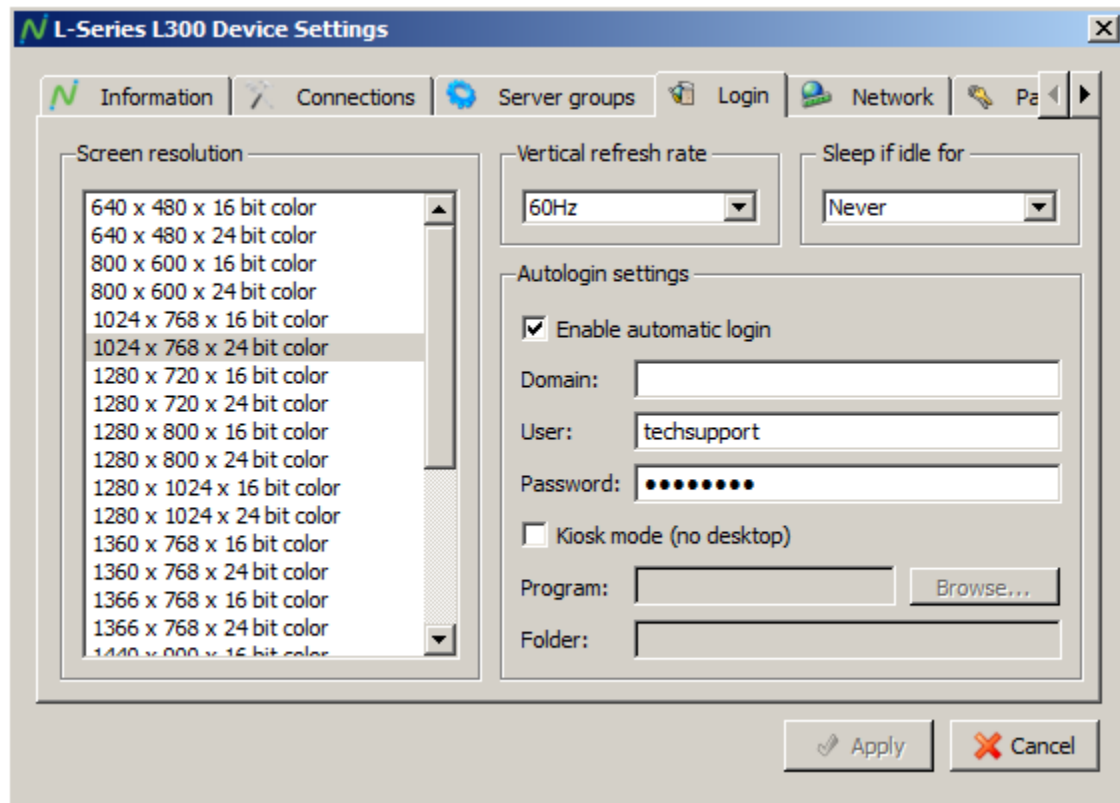 L-Series L300 Device Settings
Information Connections Server groups Login Network Pa
Screen resolution
640 x 480 x 16 bit color
640 x 480 x 24 bit color
800 x 600 x 16 bit color
800 x 600 x 24 bit color
1024 x 768 x 16 bit color
1024 x 768 x 24 bit color
1280 x 720 x 16 bit color
1280 x 720 x 24 bit color
1280 x 800 x 16 bit color
1280 x 800 x 24 bit color
1280 x 1024 x 16 bit color
1280 x 1024 x 24 bit color
1360 x 768 x 16 bit color
1360 x 768 x 24 bit color
1366 x 768 x 16 bit color
1366 x 768 x 24 bit color
1440 x 900 x 16 bit color
Vertical refresh rate
60Hz
Sleep if idle for
Never
Autologin settings
Enable automatic login
Domain:
User: techsupport
Password: ●●●●●●●●
Kiosk mode (no desktop)
Program: Browse...
Folder:
Apply Cancel